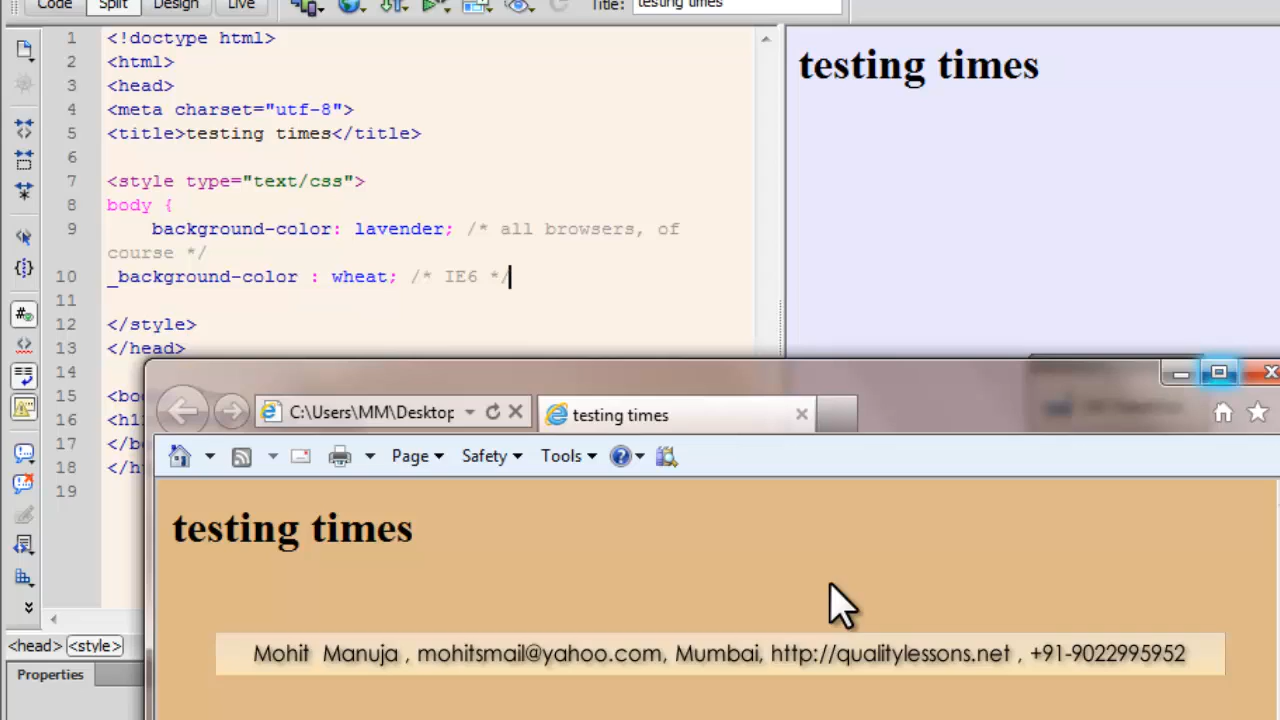 Code Split Design Live Title: testing times
1 <!doctype html>
2 <html>
3 <head>
4 <meta charset="utf-8">
5 <title>testing times</title>
6
7 <style type="text/css">
8 body {
9 background-color: lavender; /* all browsers, of
course */
10 _background-color : wheat; /* IE6 */
11
12 </style>
13 </head>
14
15 <bo
16 <h1
17 </b
18 </h
19
<head> <style>
Properties
testing times
C:\Users\MM\Desktop
testing times
Page Safety Tools
testing times
Mohit Manuja , mohitsmail@yahoo.com, Mumbai, http://qualitylessons.net , +91-9022995952